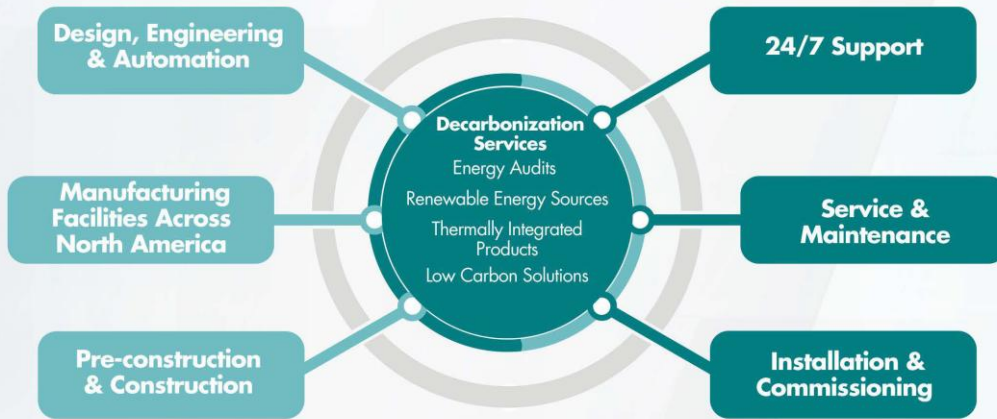 Design, Engineering
& Automation
24/7 Support
Decarbonization
Services
Energy Audits
Renewable Energy Sources
Thermally Integrated
Products
Low Carbon Solutions
Manufacturing
Facilities Across
North America
Service &
Maintenance
Pre-construction
& Construction
Installation &
Commissioning